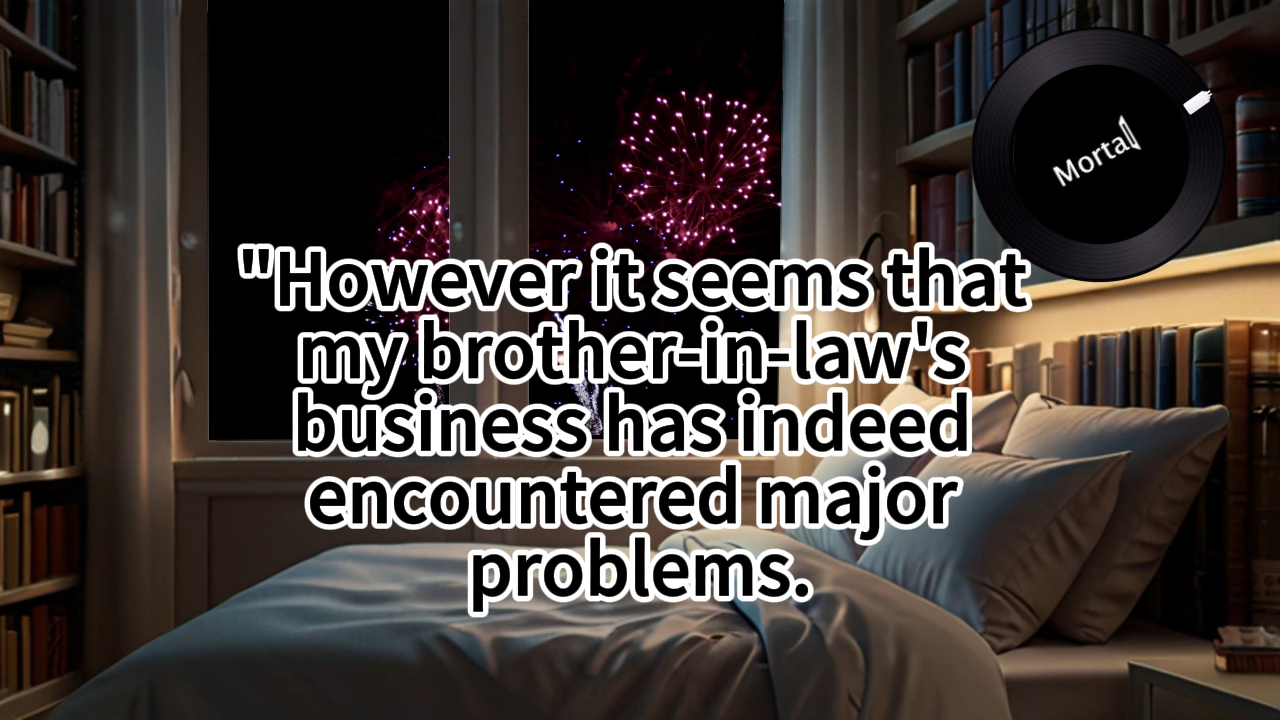 Mortal
"However it seems that
my brother-in-law's
business has indeed
encountered major
problems.